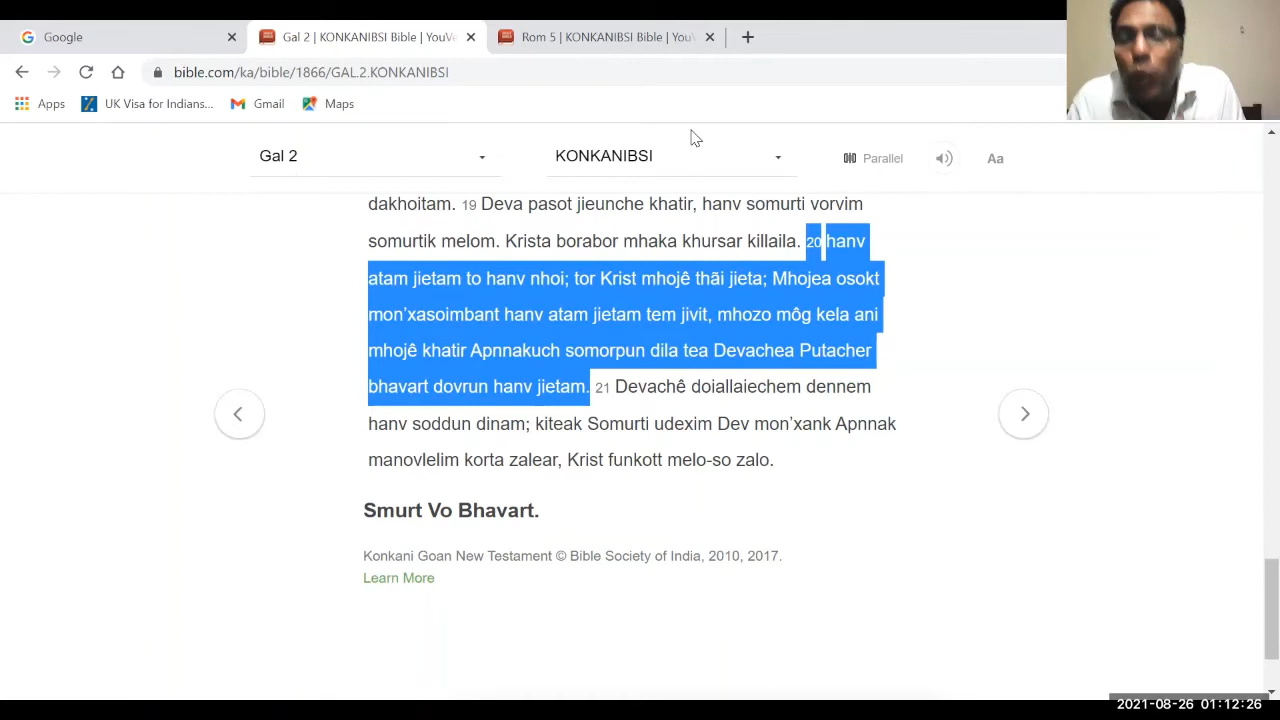 Google
Gal 2 | KONKANIBSI Bible | YouVe
Rom 5 | KONKANIBSI Bible | YouV
bible.com/ka/bible/1866/GAL.2.KONKANIBSI
Apps
UK Visa for Indians...
Gmail
Maps
Gal 2
KONKANIBSI
Parallel
Aa
dakhoitam. 19 Deva pasot jieunche khatir, hanv somurti vorvim
somurtik melom. Krista borabor mhaka khursar killaila. 20 hanv
atam jietam to hanv nhoi; tor Krist mhojê thãi jieta; Mhojea osokt
mon’xasoimbant hanv atam jietam tem jivit, mhozo môg kela ani
mhojê khatir Apnnakuch somorpun dila tea Devachea Putacher
bhavart dovrun hanv jietam. 21 Devachê doiallaiechem dennem
hanv soddun dinam; kiteak Somurti udexim Dev mon’xank Apnnak
manovlelim korta zalear, Krist funkott melo-so zalo.
Smurt Vo Bhavart.
Konkani Goan New Testament © Bible Society of India, 2010, 2017.
Learn More
2021-08-26 01:12:26